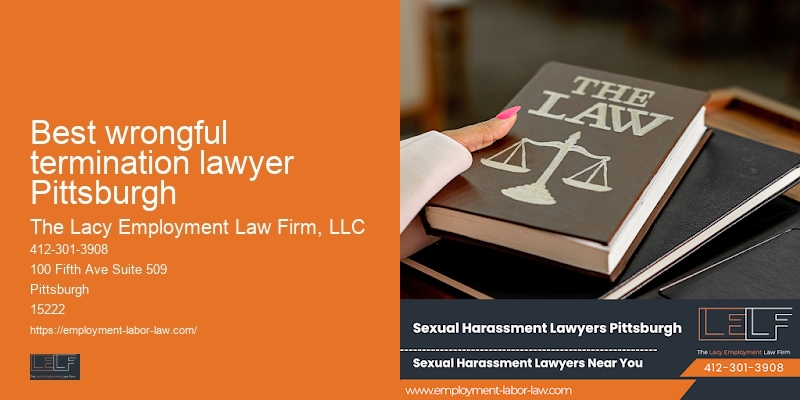 Best wrongful
termination lawyer
Pittsburgh
The Lacy Employment Law Firm, LLC
412-301-3908
100 Fifth Ave Suite 509
Pittsburgh
15222
https://employment-labor-law.com/
LELF
THE
LAW
Sexual Harassment Lawyers Pittsburgh
Sexual Harassment Lawyers Near You
LELF
The Lacy Employment Law Firm
412-301-3908
www.employment-labor-law.com